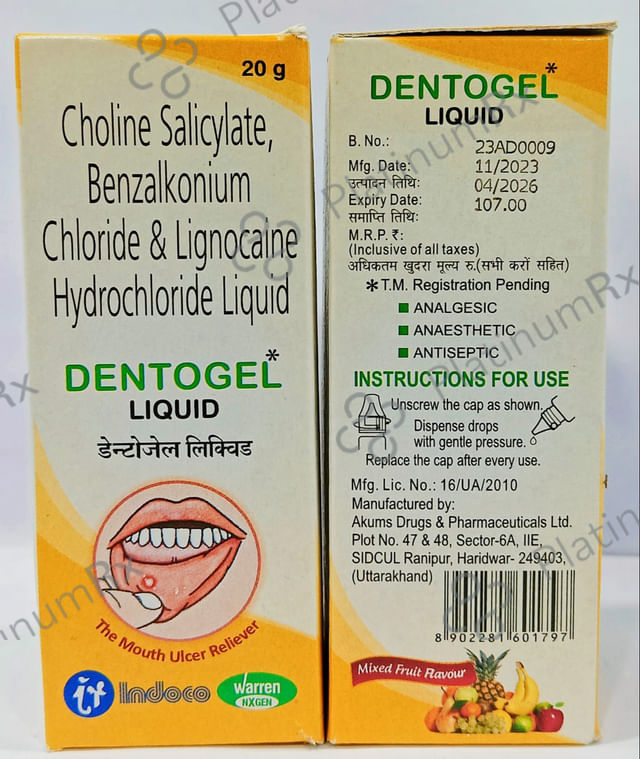 20 g
Choline Salicylate,
Benzalkonium
Chloride & Lignocaine
Hydrochloride Liquid
DENTOGEL*
LIQUID
डेन्टोजेल लिक्विड
The Mouth Ulcer Reliever
Indoco
warren
NXGEN
DENTOGEL*
LIQUID
B. No.: 23AD0009
Mfg. Date: 11/2023
उत्पादन तिथि: 04/2026
Expiry Date: 107.00
समाप्ति तिथि:
M.R.P. ₹:
(Inclusive of all taxes)
अधिकतम खुदरा मूल्य रु.(सभी करों सहित)
*T.M. Registration Pending
ANALGESIC
ANAESTHETIC
ANTISEPTIC
INSTRUCTIONS FOR USE
Unscrew the cap as shown.
Dispense drops
with gentle pressure.
Replace the cap after every use.
Mfg. Lic. No.: 16/UA/2010
Manufactured by:
Akums Drugs & Pharmaceuticals Ltd.
Plot No. 47 & 48, Sector-6A, IIE,
SIDCUL Ranipur, Haridwar- 249403,
(Uttarakhand)
8 902281 601797
Mixed Fruit Flavour
PlatinumRx
PlatinumRx
PlatinumRx
PlatinumRx